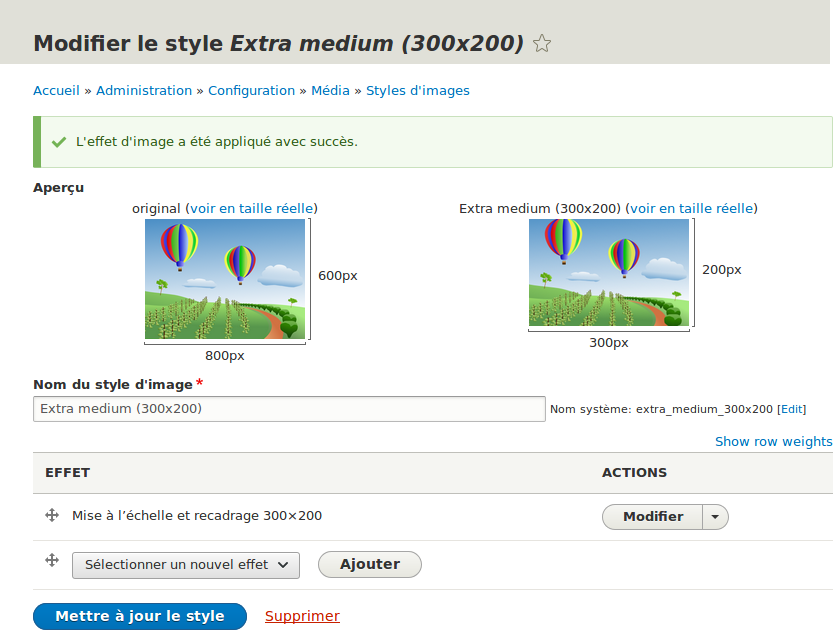 Modifier le style Extra medium (300x200)
Accueil » Administration » Configuration » Média » Styles d'images
L'effet d'image a été appliqué avec succès.
Aperçu
original (voir en taille réelle)
600px
800px
Extra medium (300x200) (voir en taille réelle)
200px
300px
Nom du style d'image*
Extra medium (300x200)
Nom système: extra_medium_300x200 [Edit]
Show row weights
EFFET ACTIONS
Mise à l’échelle et recadrage 300×200 Modifier
Sélectionner un nouvel effet Ajouter
Mettre à jour le style Supprimer